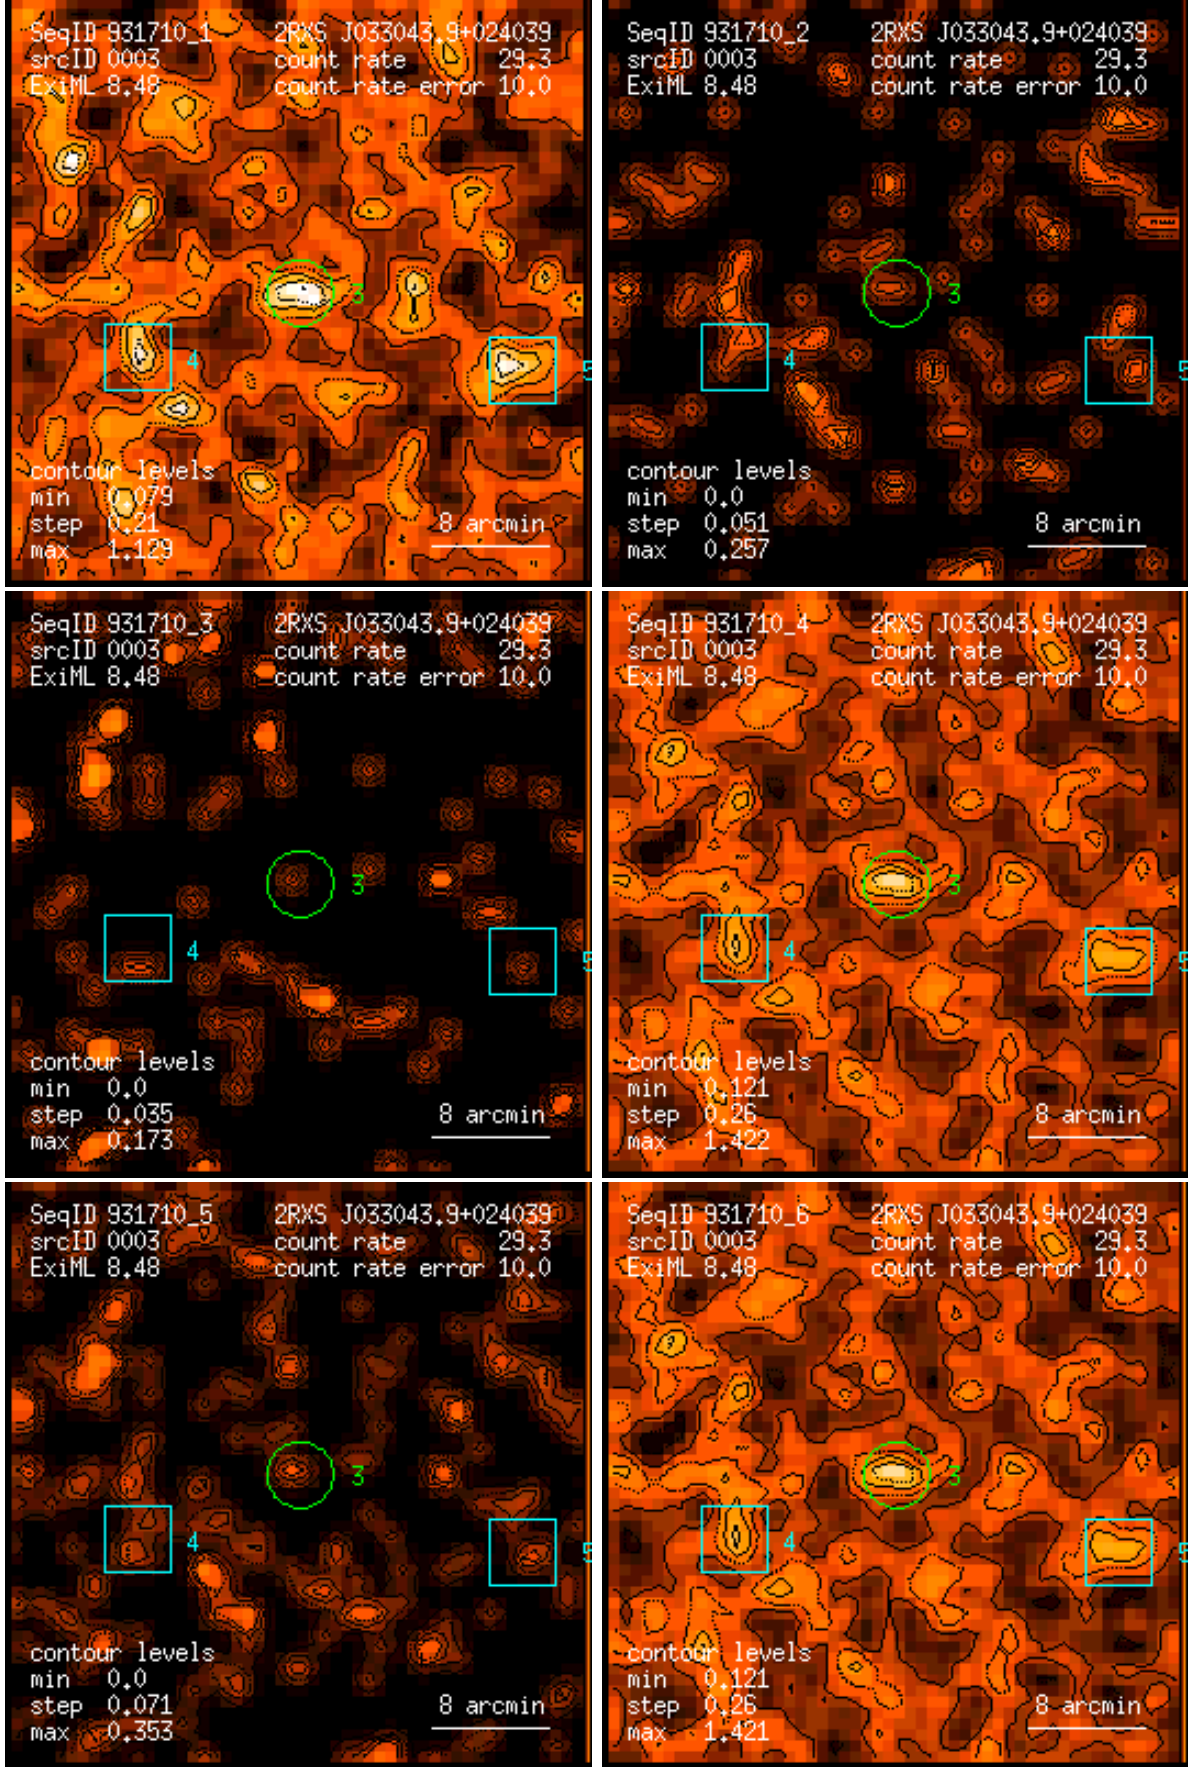 SeqID 931710_1 2RXS J033043.9+024039
srcID 0003 count rate 29.3
ExiML 8.48 count rate error 10.0
3
4
5
contour levels
min 0.079
step 0.21
max 1.129
8 arcmin
SeqID 931710_2 2RXS J033043.9+024039
srcID 0003 count rate 29.3
ExiML 8.48 count rate error 10.0
3
4
5
contour levels
min 0.0
step 0.051
max 0.257
8 arcmin
SeqID 931710_3 2RXS J033043.9+024039
srcID 0003 count rate 29.3
ExiML 8.48 count rate error 10.0
3
4
5
contour levels
min 0.0
step 0.035
max 0.173
8 arcmin
SeqID 931710_4 2RXS J033043.9+024039
srcID 0003 count rate 29.3
ExiML 8.48 count rate error 10.0
3
4
5
contour levels
min 0.121
step 0.26
max 1.422
8 arcmin
SeqID 931710_5 2RXS J033043.9+024039
srcID 0003 count rate 29.3
ExiML 8.48 count rate error 10.0
3
4
5
contour levels
min 0.0
step 0.071
max 0.353
8 arcmin
SeqID 931710_6 2RXS J033043.9+024039
srcID 0003 count rate 29.3
ExiML 8.48 count rate error 10.0
3
4
5
contour levels
min 0.121
step 0.26
max 1.421
8 arcmin